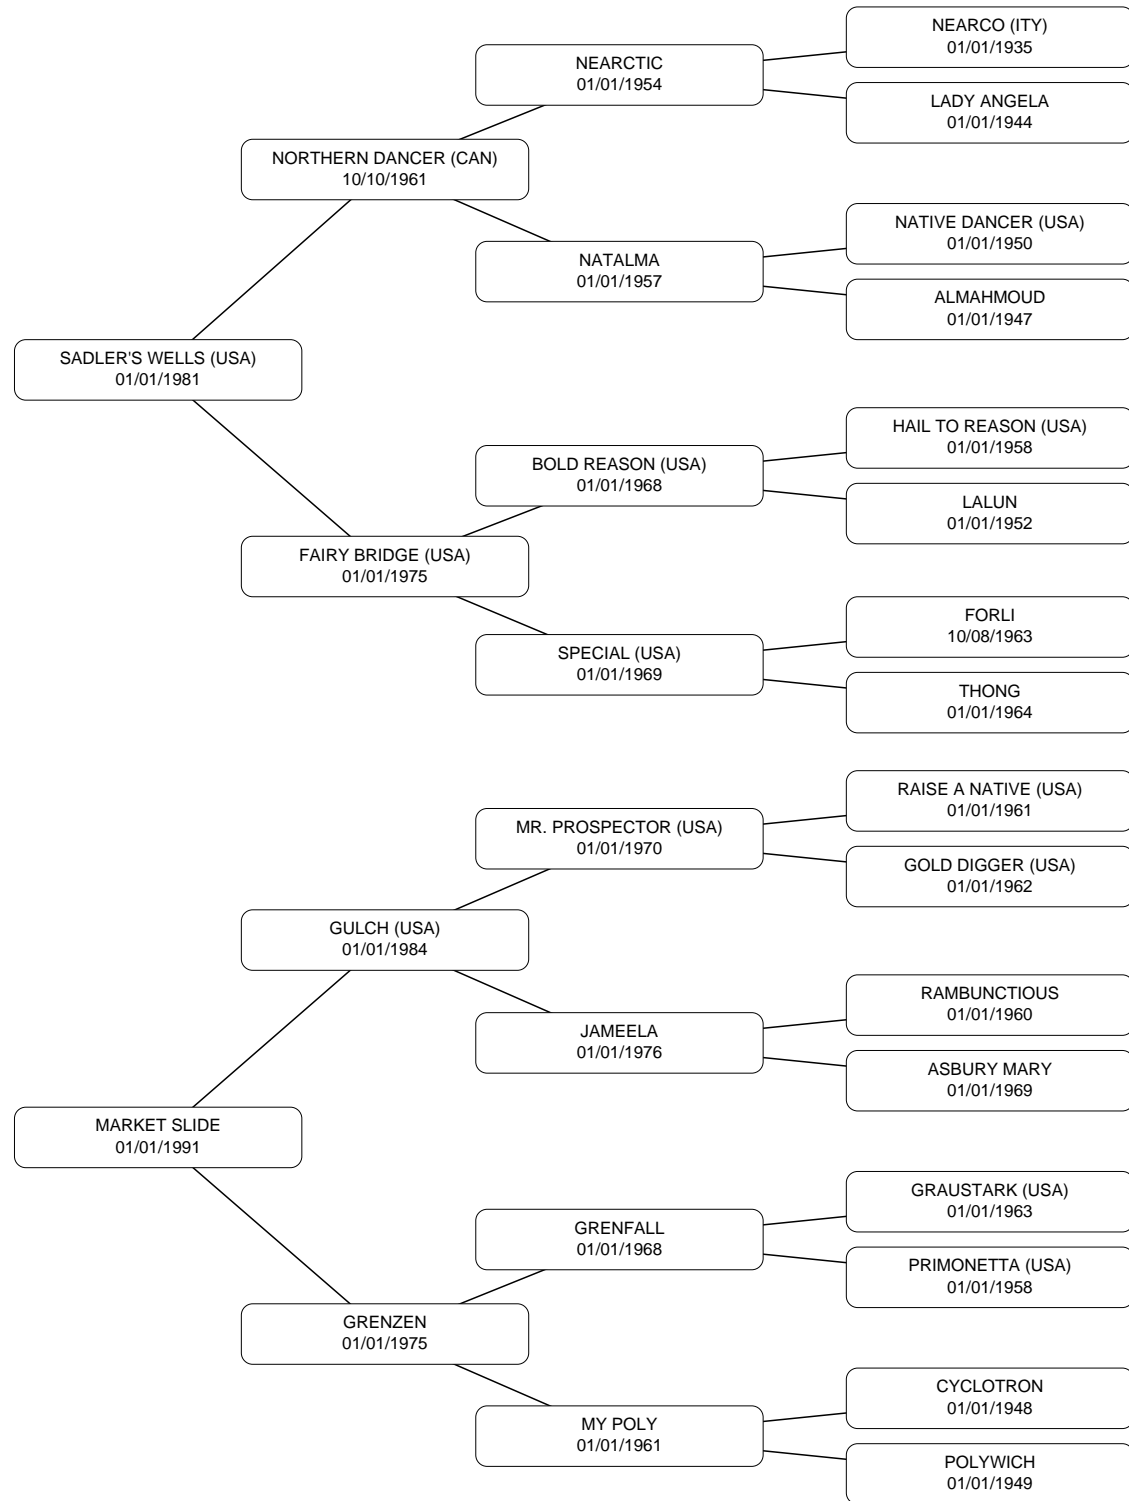 NEARCO (ITY)
01/01/1935
NEARCTIC
01/01/1954
LADY ANGELA
01/01/1944
NORTHERN DANCER (CAN)
10/10/1961
NATIVE DANCER (USA)
01/01/1950
NATALMA
01/01/1957
ALMAHMOUD
01/01/1947
SADLER'S WELLS (USA)
01/01/1981
HAIL TO REASON (USA)
01/01/1958
BOLD REASON (USA)
01/01/1968
LALUN
01/01/1952
FAIRY BRIDGE (USA)
01/01/1975
FORLI
10/08/1963
SPECIAL (USA)
01/01/1969
THONG
01/01/1964
RAISE A NATIVE (USA)
01/01/1961
MR. PROSPECTOR (USA)
01/01/1970
GOLD DIGGER (USA)
01/01/1962
GULCH (USA)
01/01/1984
RAMBUNCTIOUS
01/01/1960
JAMEELA
01/01/1976
ASBURY MARY
01/01/1969
MARKET SLIDE
01/01/1991
GRAUSTARK (USA)
01/01/1963
GRENFALL
01/01/1968
PRIMONETTA (USA)
01/01/1958
GRENZEN
01/01/1975
CYCLOTRON
01/01/1948
MY POLY
01/01/1961
POLYWICH
01/01/1949